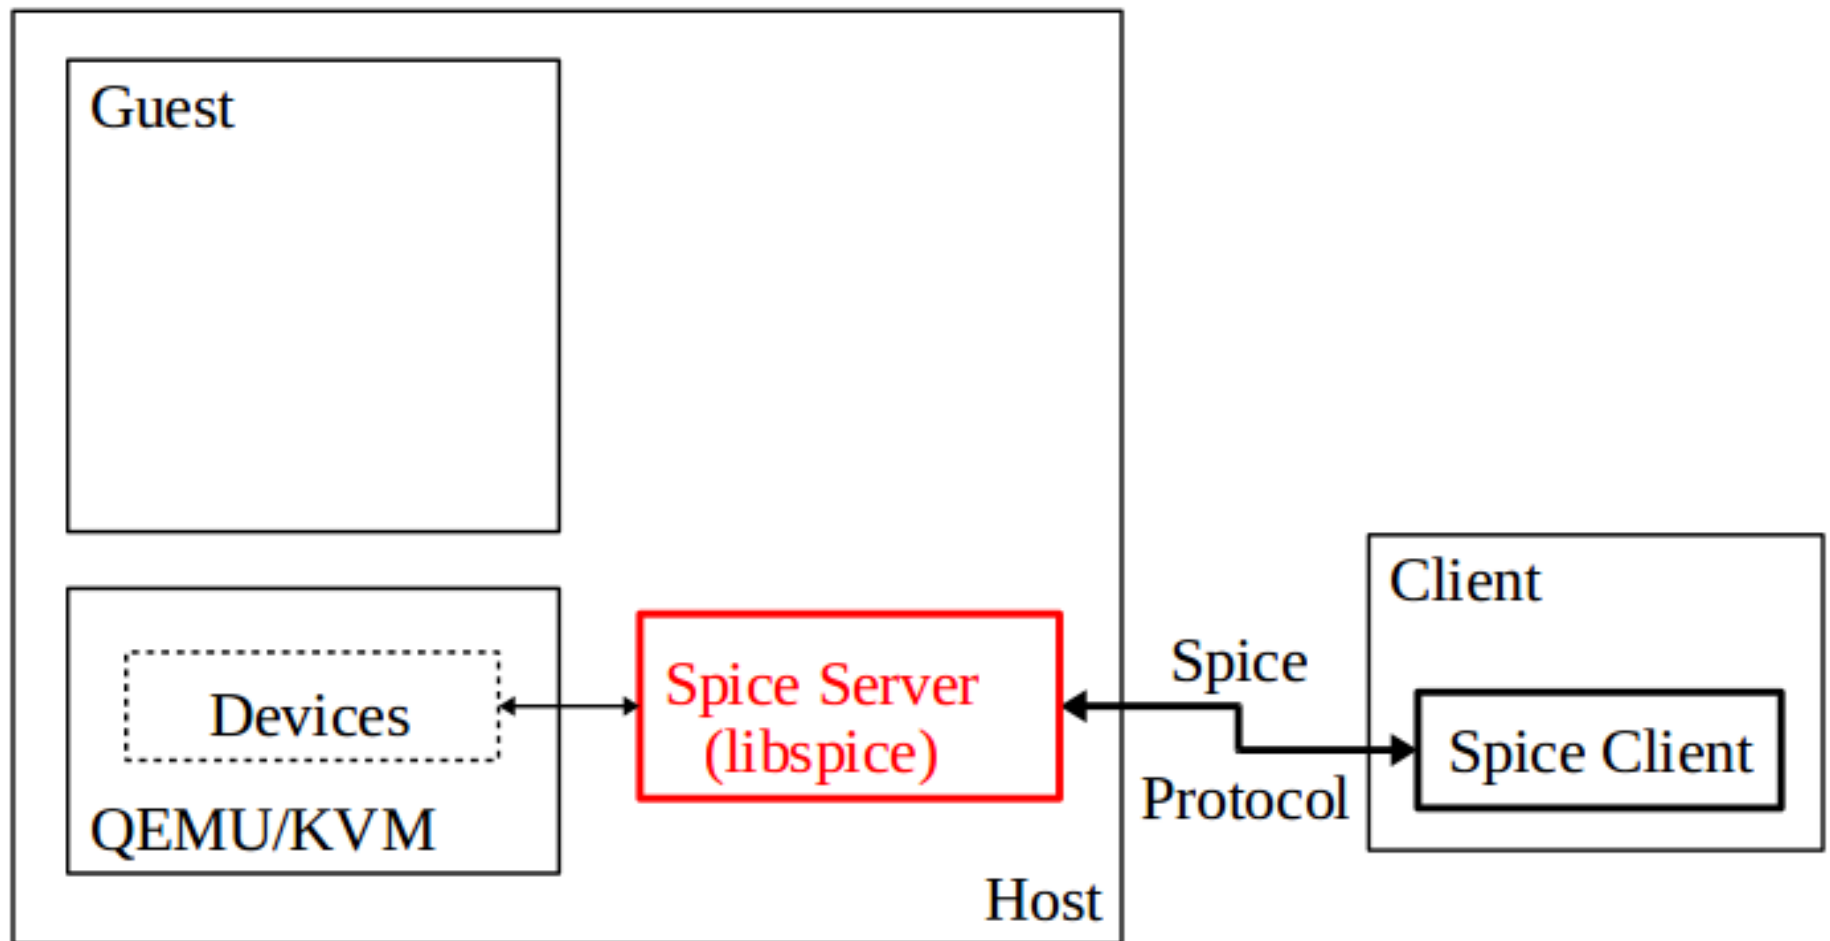 Guest
Devices
QEMU/KVM
Spice Server
(libspice)
Host
Spice
Protocol
Client
Spice Client